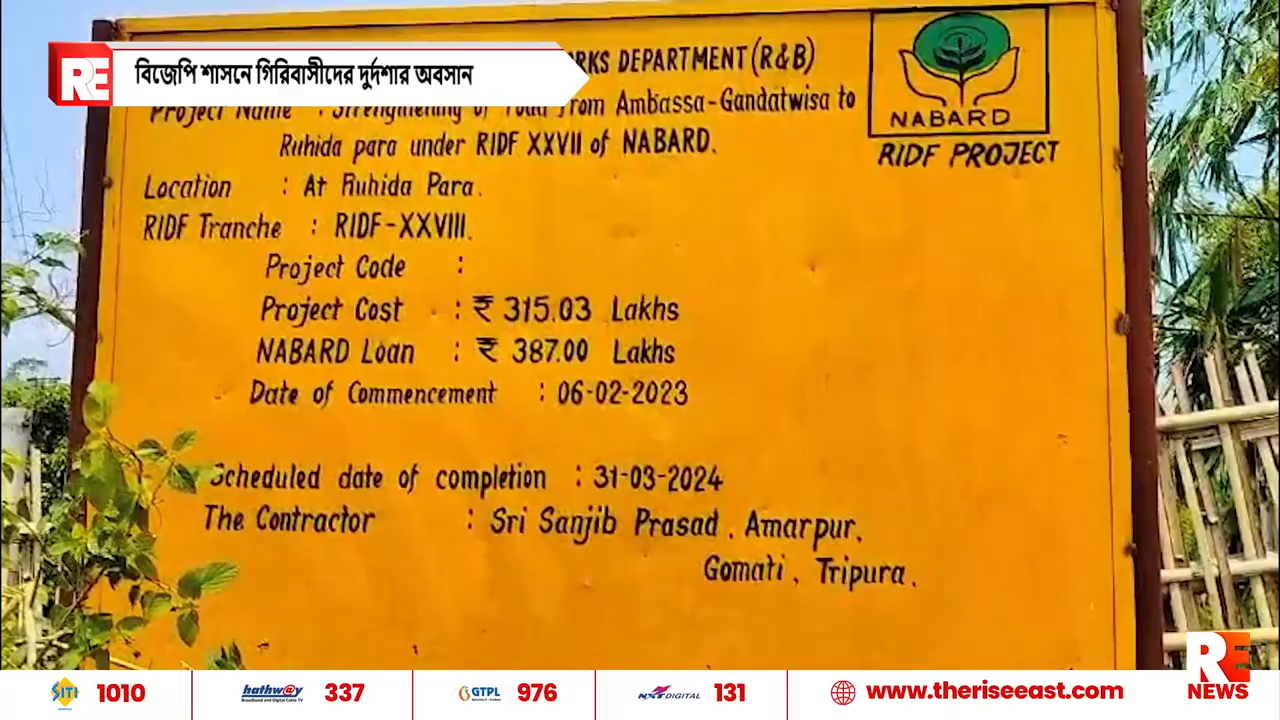 RE বিজেপি শাসনে গিরিবাসীদের দুর্দশার অবসান
RKS DEPARTMENT (R&B)
Project Name : Strengthening of road from Ambassa-Gandatwisa to
Ruhida para under RIDF XXVII of NABARD.
NABARD
RIDF PROJECT
Location : At Ruhida Para.
RIDF Tranche : RIDF-XXVIII.
Project Code :
Project Cost : ₹ 315.03 Lakhs
NABARD Loan : ₹ 387.00 Lakhs
Date of Commencement : 06-02-2023
Scheduled date of completion : 31-03-2024
The Contractor : Sri Sanjib Prasad, Amarpur,
Gomati, Tripura.
SITI 1010 hathw@y 337 GTPL 976 NXT DIGITAL 131 www.theriseeast.com
RE
NEWS